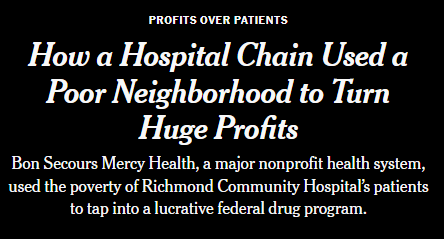 PROFITS OVER PATIENTS
How a Hospital Chain Used a
Poor Neighborhood to Turn
Huge Profits
Bon Secours Mercy Health, a major nonprofit health system,
used the poverty of Richmond Community Hospital’s patients
to tap into a lucrative federal drug program.